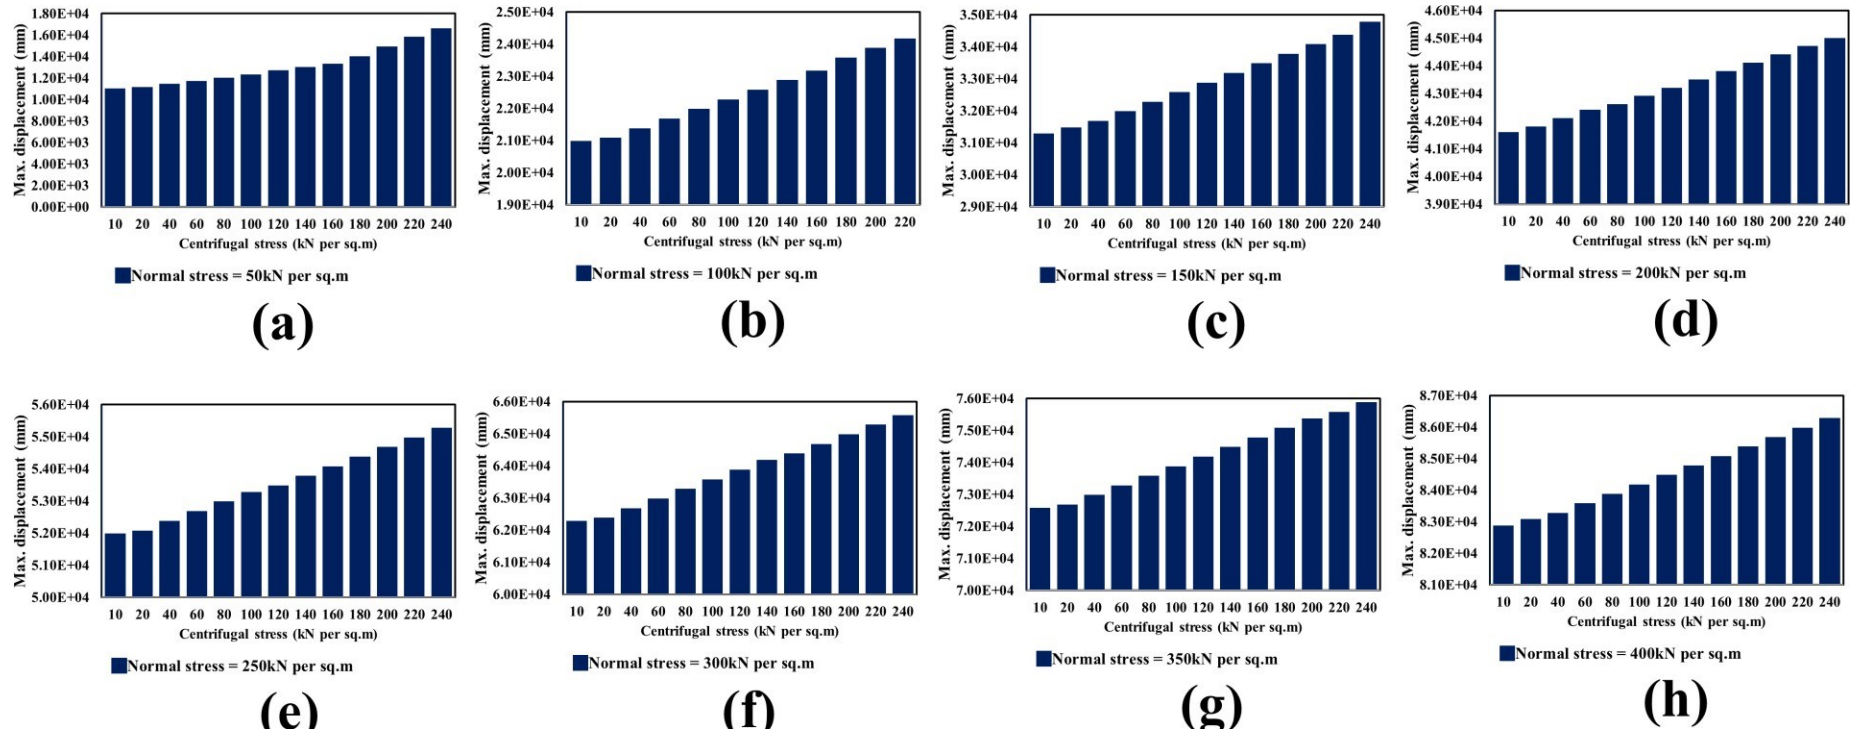 Max. displacement (mm)
1.80E+04
1.60E+04
1.40E+04
1.20E+04
1.00E+04
8.00E+03
6.00E+03
4.00E+03
2.00E+03
0.00E+00
10 20 40 60 80 100 120 140 160 180 200 220 240
Centrifugal stress (kN per sq.m)
Normal stress = 50kN per sq.m
(a)
Max. displacement (mm)
2.50E+04
2.40E+04
2.30E+04
2.20E+04
2.10E+04
2.00E+04
1.90E+04
10 20 40 60 80 100 120 140 160 180 200 220
Centrifugal stress (kN per sq.m)
Normal stress = 100kN per sq.m
(b)
Max. displacement (mm)
3.50E+04
3.40E+04
3.30E+04
3.20E+04
3.10E+04
3.00E+04
2.90E+04
10 20 40 60 80 100 120 140 160 180 200 220 240
Centrifugal stress (kN per sq.m)
Normal stress = 150kN per sq.m
(c)
Max. displacement (mm)
4.60E+04
4.50E+04
4.40E+04
4.30E+04
4.20E+04
4.10E+04
4.00E+04
3.90E+04
10 20 40 60 80 100 120 140 160 180 200 220 240
Centrifugal stress (kN per sq.m)
Normal stress = 200kN per sq.m
(d)
Max. displacement (mm)
5.60E+04
5.50E+04
5.40E+04
5.30E+04
5.20E+04
5.10E+04
5.00E+04
10 20 40 60 80 100 120 140 160 180 200 220 240
Centrifugal stress (kN per sq.m)
Normal stress = 250kN per sq.m
(e)
Max. displacement (mm)
6.60E+04
6.50E+04
6.40E+04
6.30E+04
6.20E+04
6.10E+04
6.00E+04
10 20 40 60 80 100 120 140 160 180 200 220 240
Centrifugal stress (kN per sq.m)
Normal stress = 300kN per sq.m
(f)
Max. displacement (mm)
7.60E+04
7.50E+04
7.40E+04
7.30E+04
7.20E+04
7.10E+04
7.00E+04
10 20 40 60 80 100 120 140 160 180 200 220 240
Centrifugal stress (kN per sq.m)
Normal stress = 350kN per sq.m
(g)
Max. displacement (mm)
8.70E+04
8.60E+04
8.50E+04
8.40E+04
8.30E+04
8.20E+04
8.10E+04
10 20 40 60 80 100 120 140 160 180 200 220 240
Centrifugal stress (kN per sq.m)
Normal stress = 400kN per sq.m
(h)